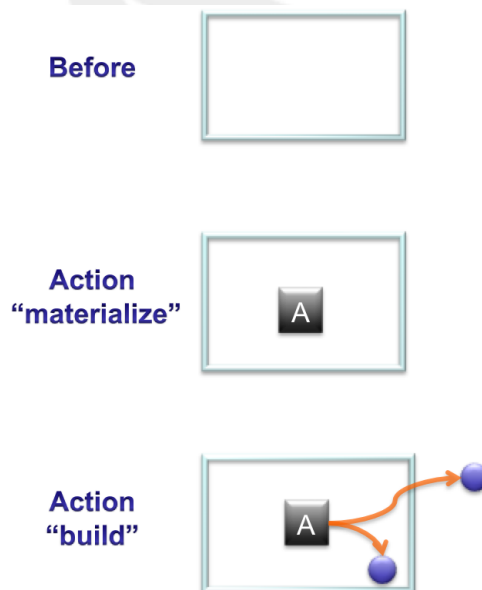 Before
Action
“materialize”
A
Action
“build”
A